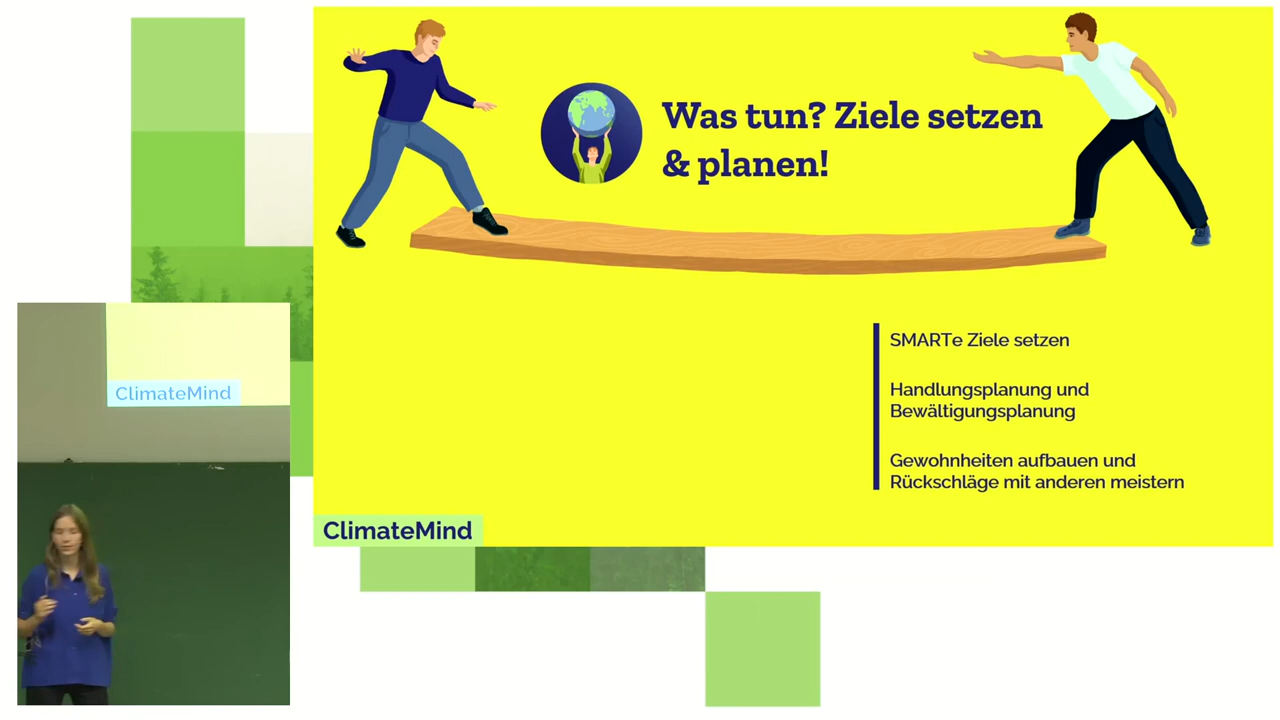 Was tun? Ziele setzen
& planen!
SMARTe Ziele setzen
Handlungsplanung und
Bewältigungsplanung
Gewohnheiten aufbauen und
Rückschläge mit anderen meistern
ClimateMind
ClimateMind